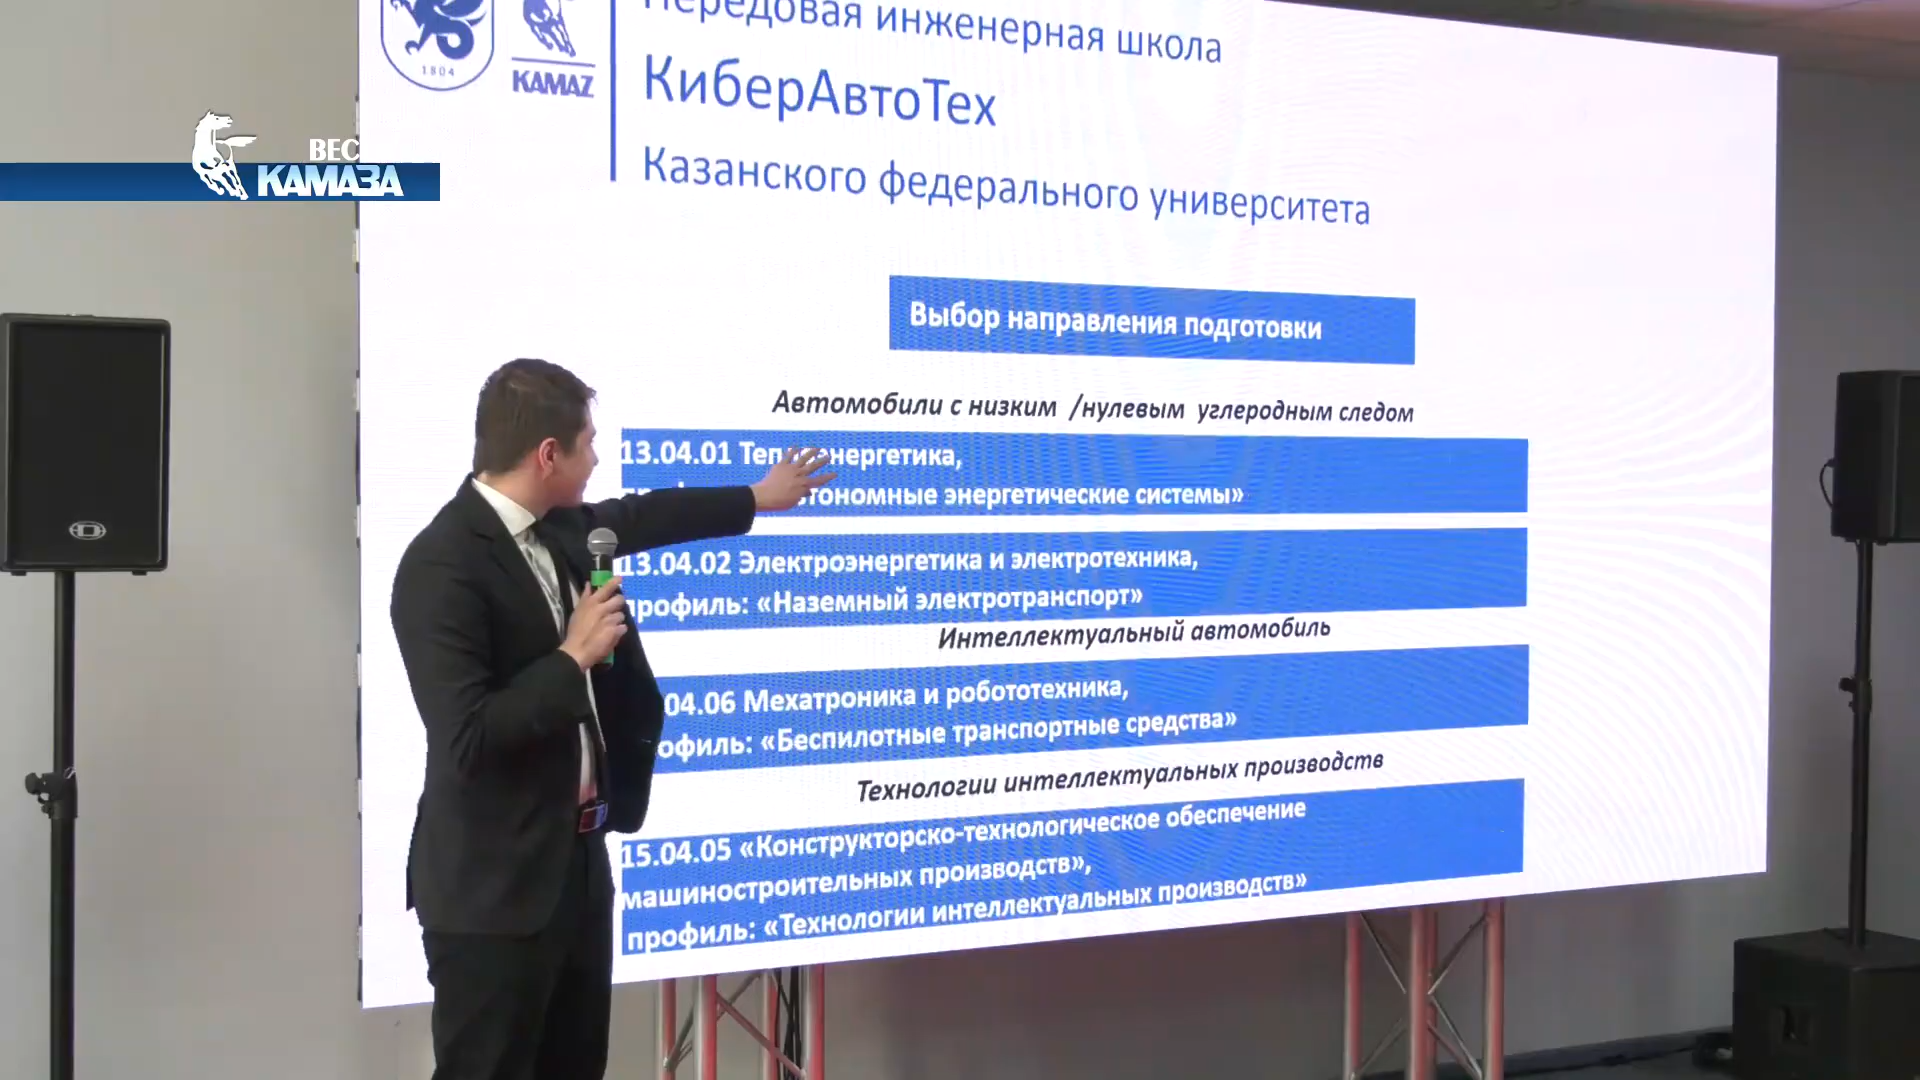 Передовая инженерная школа
1804
KAMAZ
КиберАвтоТех
Казанского федерального университета
ВЕС
КАМАЗА
Выбор направления подготовки
Автомобили с низким /нулевым углеродным следом
13.04.01 Теплоэнергетика,
энергетические системы»
13.04.02 Электроэнергетика и электротехника,
профиль: «Наземный электротранспорт»
Интеллектуальный автомобиль
04.06 Мехатроника и робототехника,
офиль: «Беспилотные транспортные средства»
Технологии интеллектуальных производств
15.04.05 «Конструкторско-технологическое обеспечение
машиностроительных производств»,
профиль: «Технологии интеллектуальных производств»